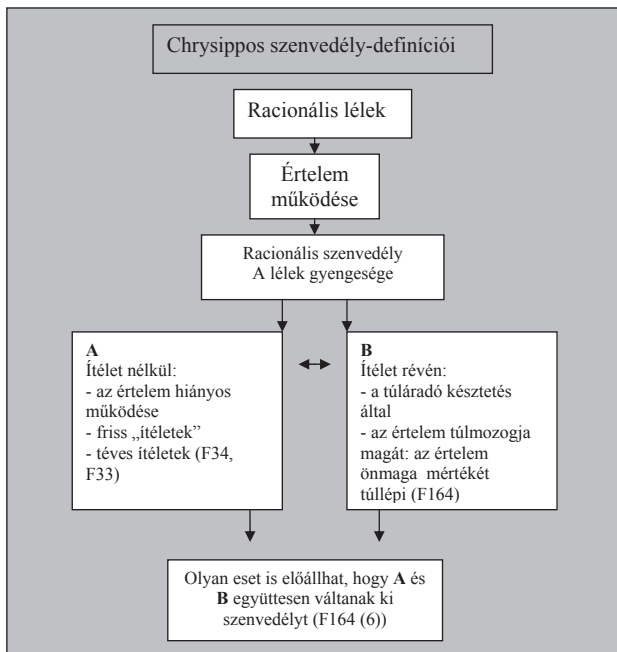 Chrysippos szenvedély-definíciói
Racionális lélek
Értelem
működése
Racionális szenvedély
A lélek gyengesége
A
Ítélet nélkül:
- az értelem hiányos
működése
- friss „ítéletek”
- téves ítéletek (F34,
F33)
B
Ítélet révén:
- a túláradó késztetés
által
- az értelem túlmozogja
magát: az értelem
önmaga mértékét
túllépi (F164)
Olyan eset is előállhat, hogy A és
B együttesen váltanak ki
szenvedélyt (F164 (6))